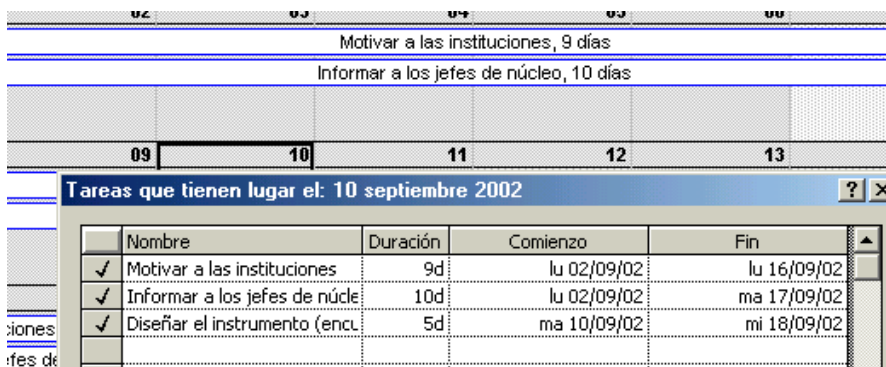 02 03 04 05 06
Motivar a las instituciones, 9 días
Informar a los jefes de núcleo, 10 días
09 10 11 12 13
Tareas que tienen lugar el: 10 septiembre 2002
Nombre Duración Comienzo Fin
Motivar a las instituciones 9d lu 02/09/02 lu 16/09/02
Informar a los jefes de núcle 10d lu 02/09/02 ma 17/09/02
Diseñar el instrumento (encu 5d ma 10/09/02 mi 18/09/02
ciones
efes de